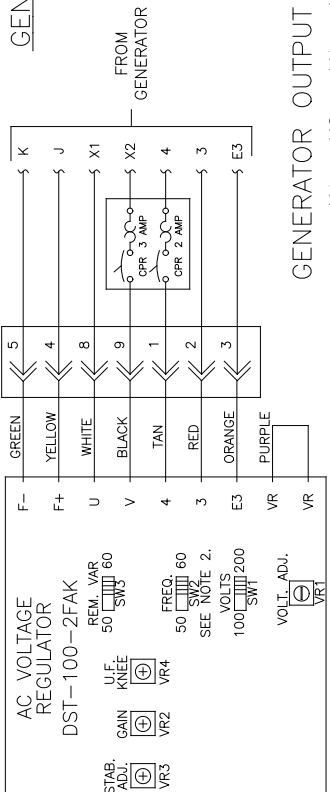 GEN
FROM
GENERATOR
K
J
X1
X2
4
3
E3
CPR 3 AMP
CPR 2 AMP
GENERATOR OUTPUT
5
4
8
9
1
2
3
GREEN
YELLOW
WHITE
BLACK
TAN
RED
ORANGE
PURPLE
F-
F+
U
V
4
3
E3
VR
VR
AC VOLTAGE
REGULATOR
DST-100-2FAK
REM. VAR
50 60
SW3
FREQ.
50 60
SW2
SEE NOTE 2.
VOLTS
100 200
SW1
VOLT. ADJ.
VR1
U.F.
KNEE
VR4
GAIN
VR2
STAB.
ADJ.
VR3